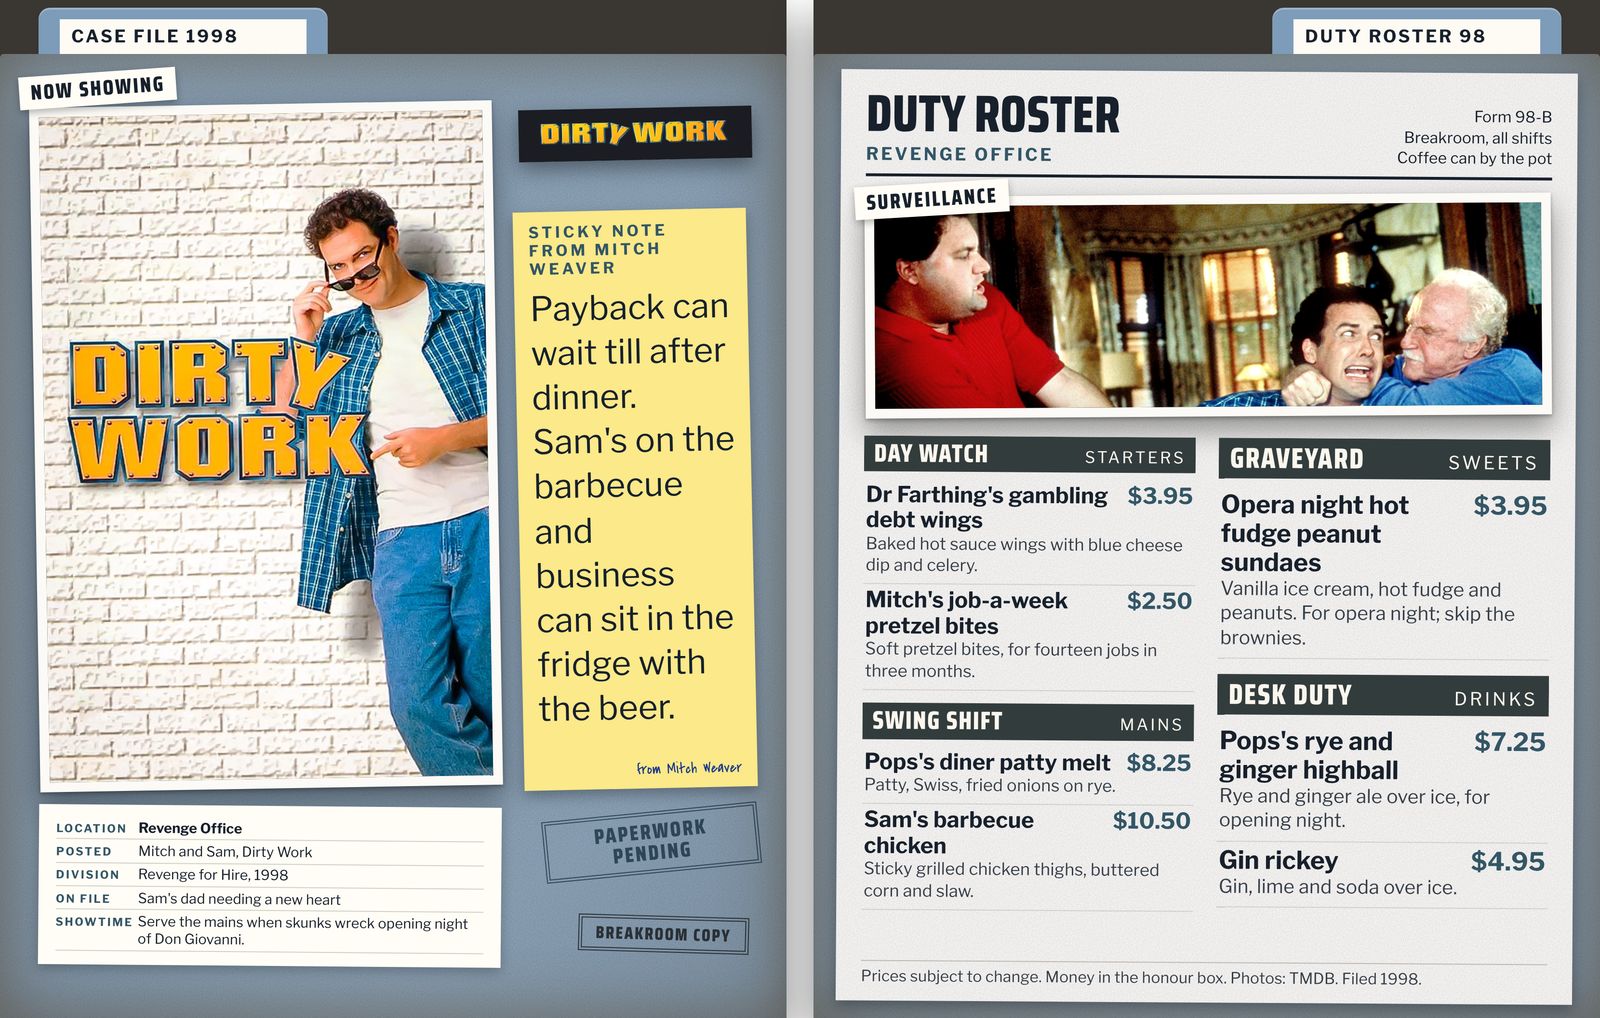 CASE FILE 1998
NOW SHOWING
DIRTY
WORK
DIRTY WORK
STICKY NOTE
FROM MITCH
WEAVER
Payback can
wait till after
dinner.
Sam's on the
barbecue
and
business
can sit in the
fridge with
the beer.
from Mitch Weaver
LOCATION Revenge Office
POSTED Mitch and Sam, Dirty Work
DIVISION Revenge for Hire, 1998
ON FILE Sam's dad needing a new heart
SHOWTIME Serve the mains when skunks wreck opening night
of Don Giovanni.
PAPERWORK
PENDING
BREAKROOM COPY
DUTY ROSTER 98
DUTY ROSTER
REVENGE OFFICE
Form 98-B
Breakroom, all shifts
Coffee can by the pot
SURVEILLANCE
DAY WATCH STARTERS
Dr Farthing's gambling $3.95
debt wings
Baked hot sauce wings with blue cheese
dip and celery.
Mitch's job-a-week $2.50
pretzel bites
Soft pretzel bites, for fourteen jobs in
three months.
SWING SHIFT MAINS
Pops's diner patty melt $8.25
Patty, Swiss, fried onions on rye.
Sam's barbecue $10.50
chicken
Sticky grilled chicken thighs, buttered
corn and slaw.
GRAVEYARD SWEETS
Opera night hot $3.95
fudge peanut
sundaes
Vanilla ice cream, hot fudge and
peanuts. For opera night; skip the
brownies.
DESK DUTY DRINKS
Pops's rye and $7.25
ginger highball
Rye and ginger ale over ice, for
opening night.
Gin rickey $4.95
Gin, lime and soda over ice.
Prices subject to change. Money in the honour box. Photos: TMDB. Filed 1998.